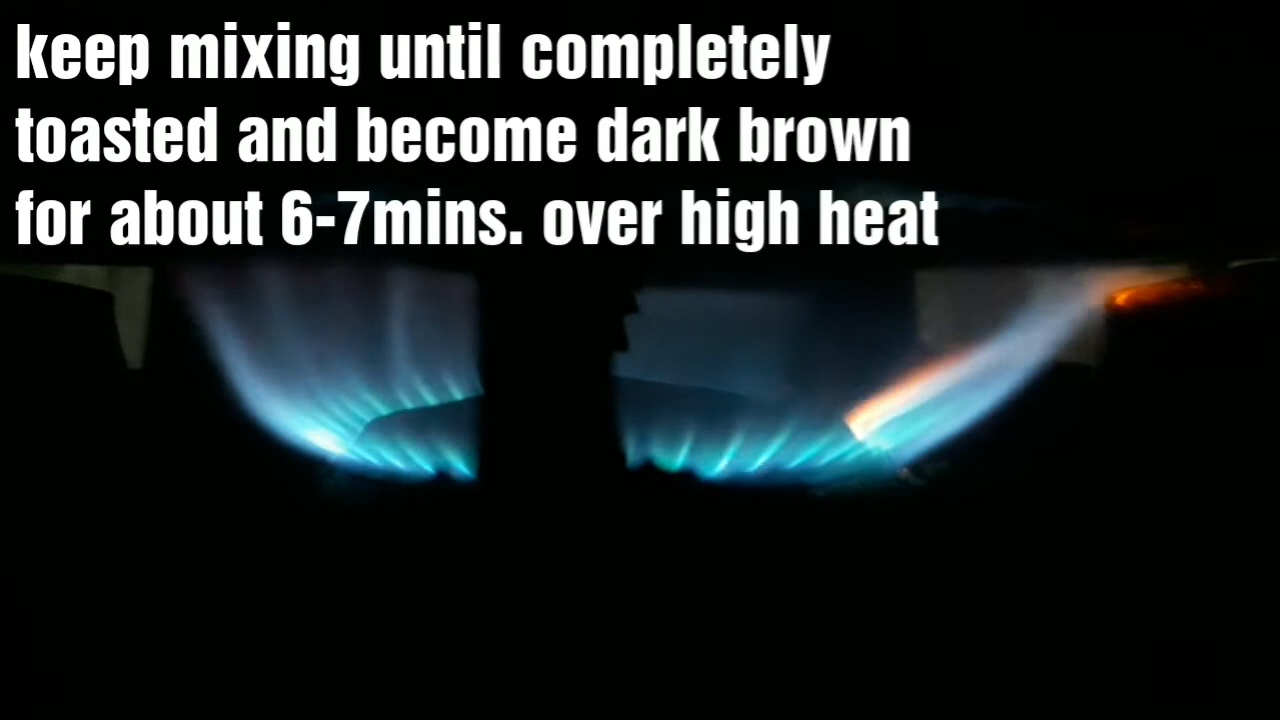 keep mixing until completely
toasted and become dark brown
for about 6-7mins. over high heat